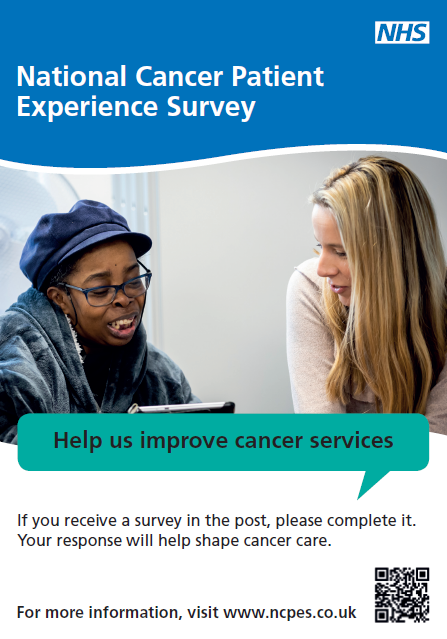 NHS
National Cancer Patient
Experience Survey
Help us improve cancer services
If you receive a survey in the post, please complete it.
Your response will help shape cancer care.
For more information, visit www.ncpes.co.uk